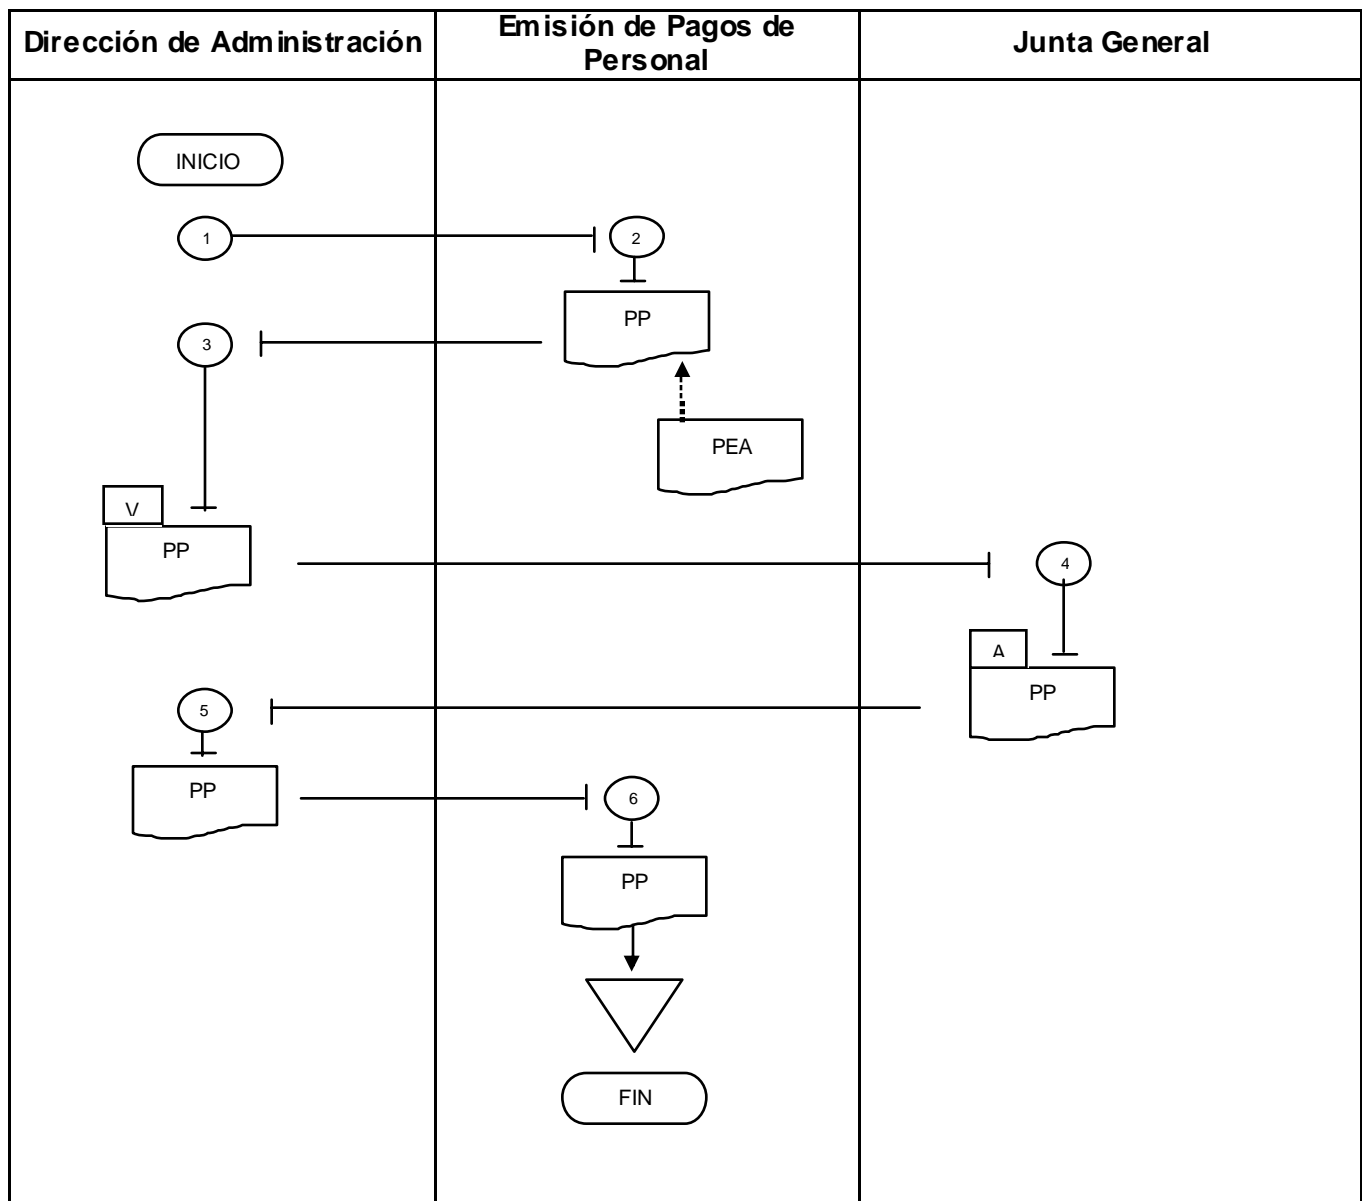 Dirección de Administración
Emisión de Pagos de
Personal
Junta General
INICIO
1
2
PP
3
PEA
V
PP
4
A
PP
5
PP
6
PP
FIN